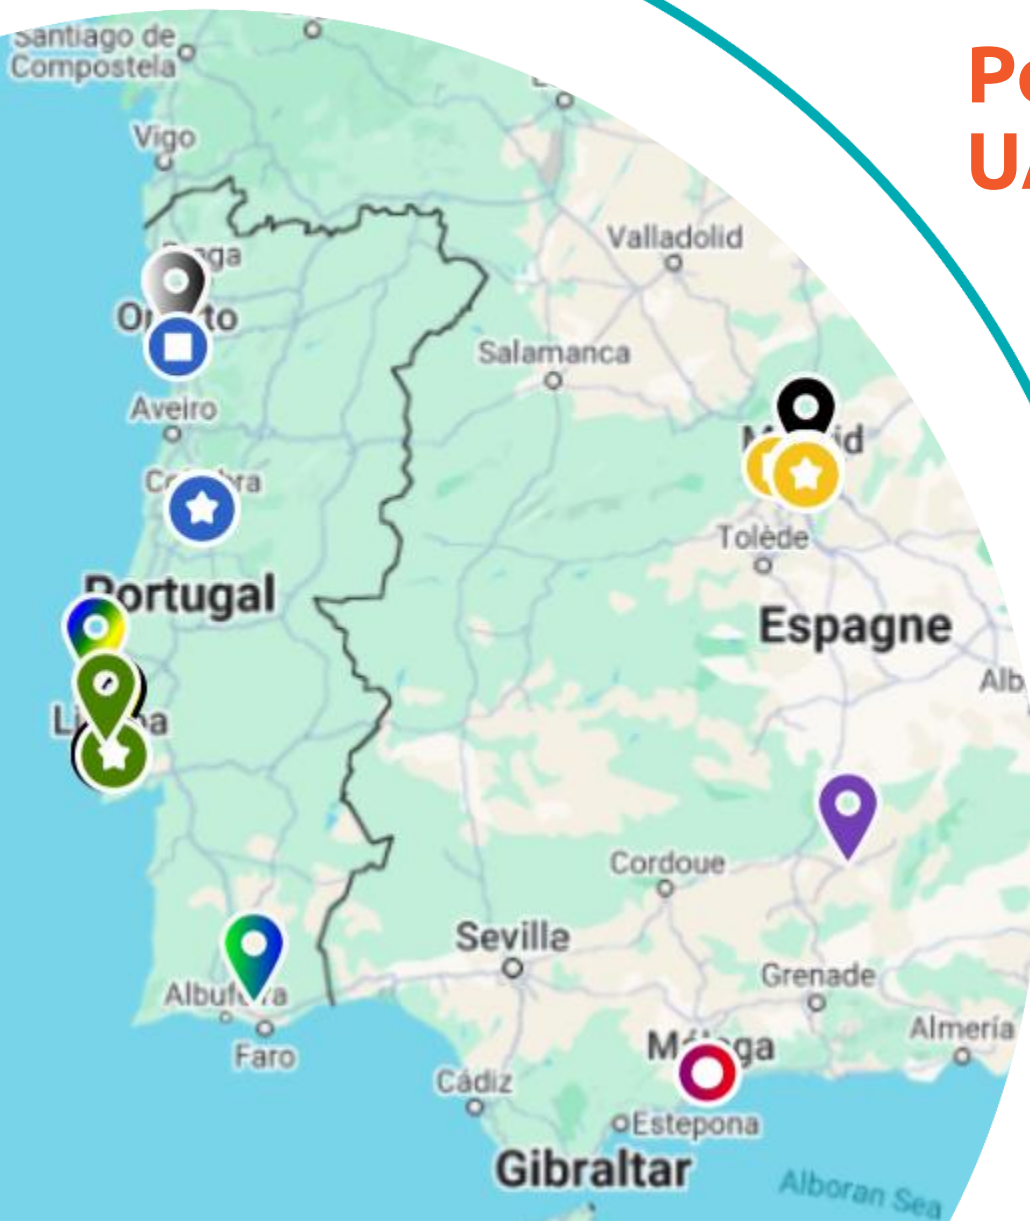 Santiago de
Compostela
Vigo
Valladolid
Salamanca
Aveiro
Tolède
Portugal
Espagne
Cordoue
Seville
Grenade
Almería
Faro
Cádiz
Estepona
Gibraltar
Alboran Sea